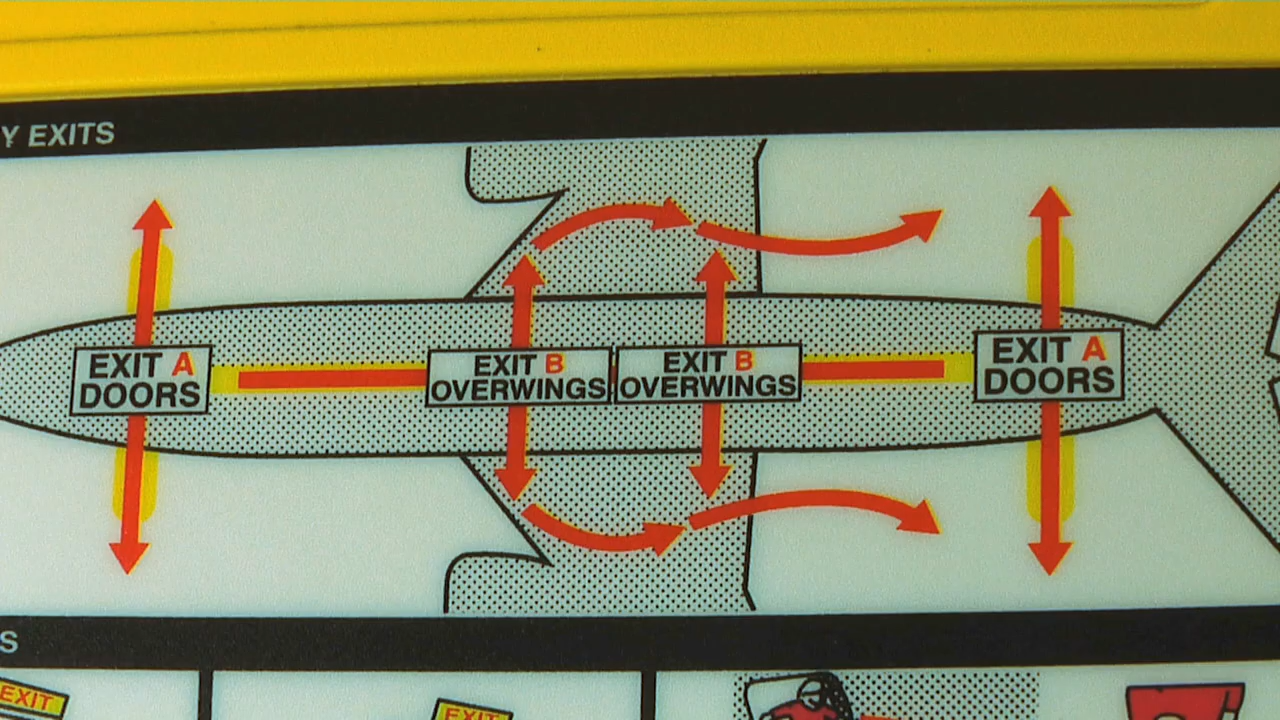 Y EXITS
EXIT A
DOORS
EXIT B
OVERWINGS
EXIT B
OVERWINGS
EXIT A
DOORS
S
EXIT
EXIT